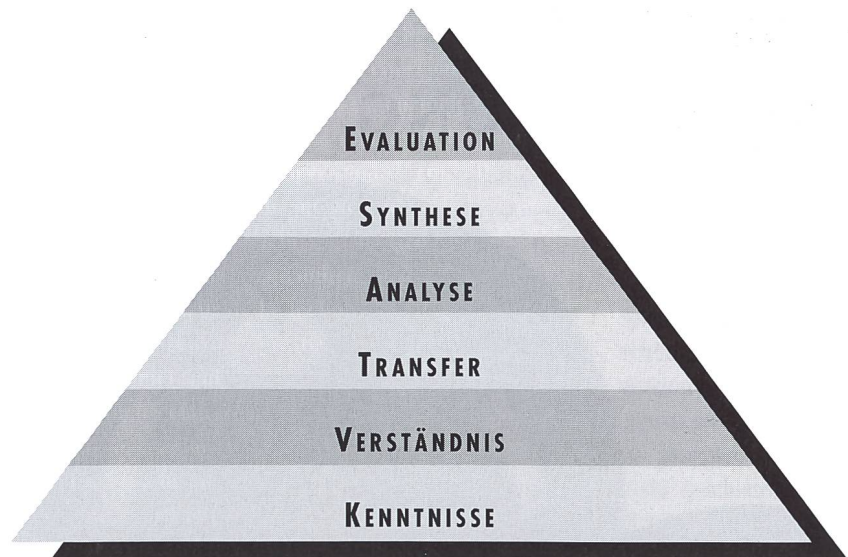 EVALUATION
SYNTHESE
ANALYSE
TRANSFER
VERSTÄNDNIS
KENNTNISSE